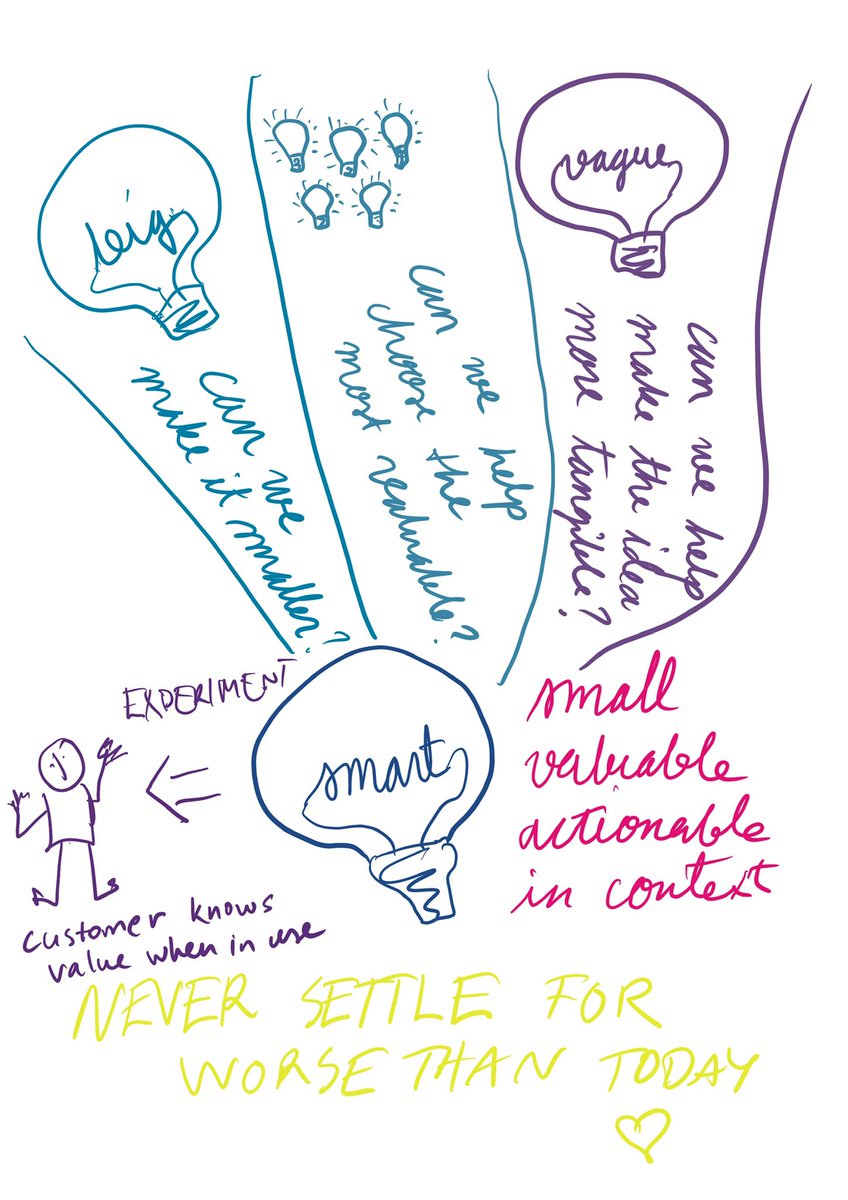 big
can we
make it smaller?
can we help
choose the
most valuable?
vague
can we help
make the idea
more tangible?
EXPERIMENT
smart
small
valuable
actionable
in context
customer knows
value when in use
NEVER SETTLE FOR
WORSE THAN TODAY